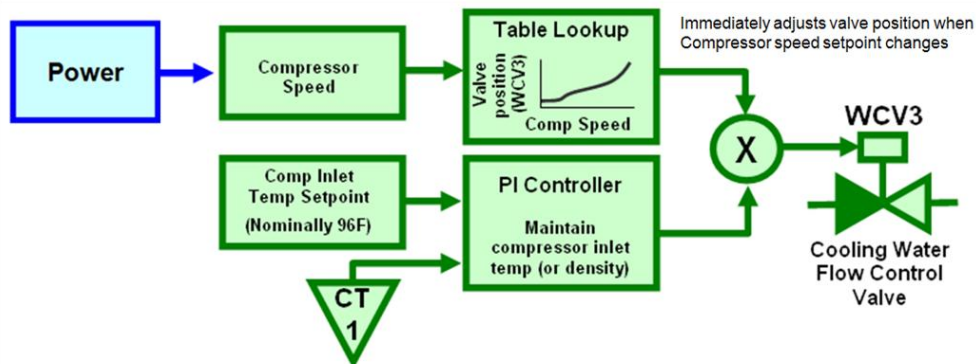 Immediately adjusts valve position when
Compressor speed setpoint changes
Power
Compressor
Speed
Table Lookup
Valve
position
(WCV3)
Comp Speed
X
WCV3
Comp Inlet
Temp Setpoint
(Nominally 96F)
PI Controller
Maintain
compressor inlet
temp (or density)
CT
1
Cooling Water
Flow Control
Valve